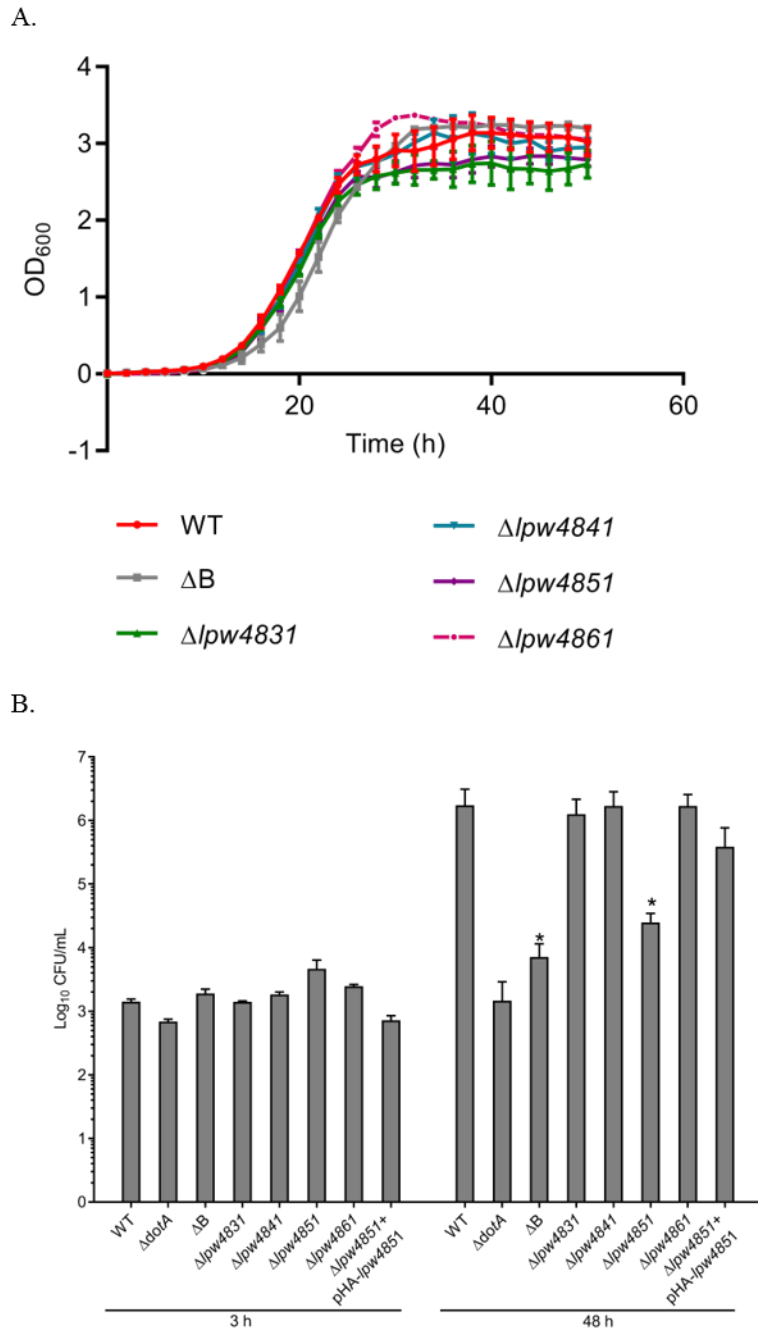 A.
4
3
2
1
0
-1
OD600
20
40
60
Time (h)
WT
ΔB
Δlpw4831
Δlpw4841
Δlpw4851
Δlpw4861
B.
7
6
5
4
3
2
1
0
Log10 CFU/mL
*
*
WT
ΔdotA
ΔB
Δlpw4831
Δlpw4841
Δlpw4851
Δlpw4861
Δlpw4851+
pHA-lpw4851
WT
ΔdotA
ΔB
Δlpw4831
Δlpw4841
Δlpw4851
Δlpw4861
Δlpw4851+
pHA-lpw4851
3 h
48 h